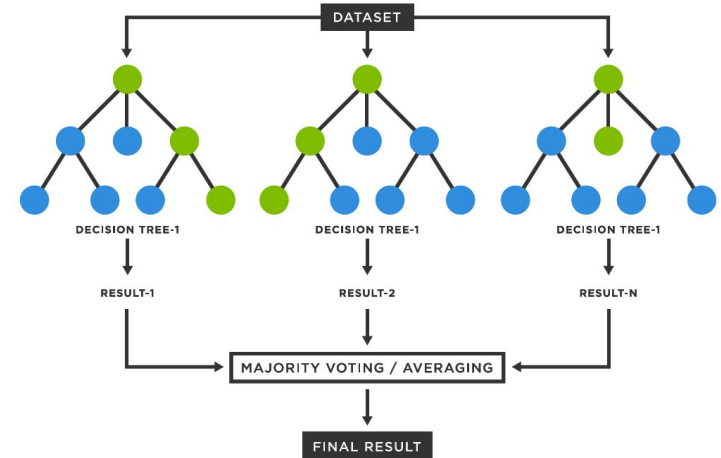 DATASET
DECISION TREE-1
DECISION TREE-1
DECISION TREE-1
RESULT-1
RESULT-2
RESULT-N
MAJORITY VOTING / AVERAGING
FINAL RESULT